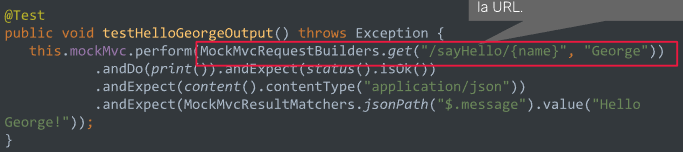 la URL.
@Test
public void testHelloGeorgeOutput() throws Exception {
this.mockMvc.perform(MockMvcRequestBuilders.get("/sayHello/{name}", "George"))
.andDo(print()).andExpect(status().isOk())
.andExpect(content().contentType("application/json"))
.andExpect(MockMvcResultMatchers.jsonPath("$.message").value("Hello
George!"));
}